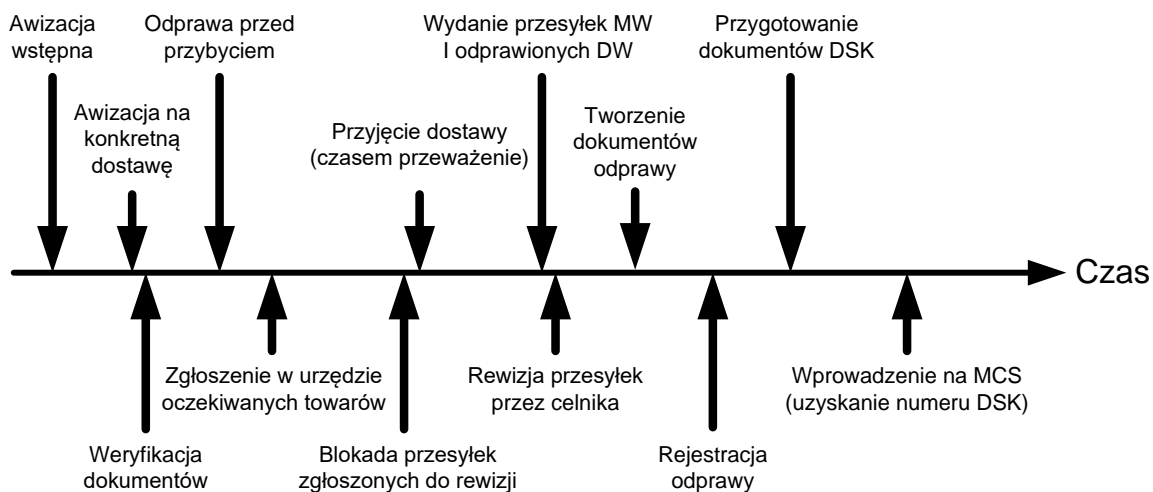 Awizacja
wstępna
Odprawa przed
przybyciem
Wydanie przesyłek MW
I odprawionych DW
Przygotowanie
dokumentów DSK
Awizacja na
konkretną
dostawę
Przyjęcie dostawy
(czasem przeważenie)
Tworzenie
dokumentów
odprawy
Czas
Zgłoszenie w urzędzie
oczekiwanych towarów
Rewizja przesyłek
przez celnika
Wprowadzenie na MCS
(uzyskanie numeru DSK)
Weryfikacja
dokumentów
Blokada przesyłek
zgłoszonych do rewizji
Rejestracja
odprawy